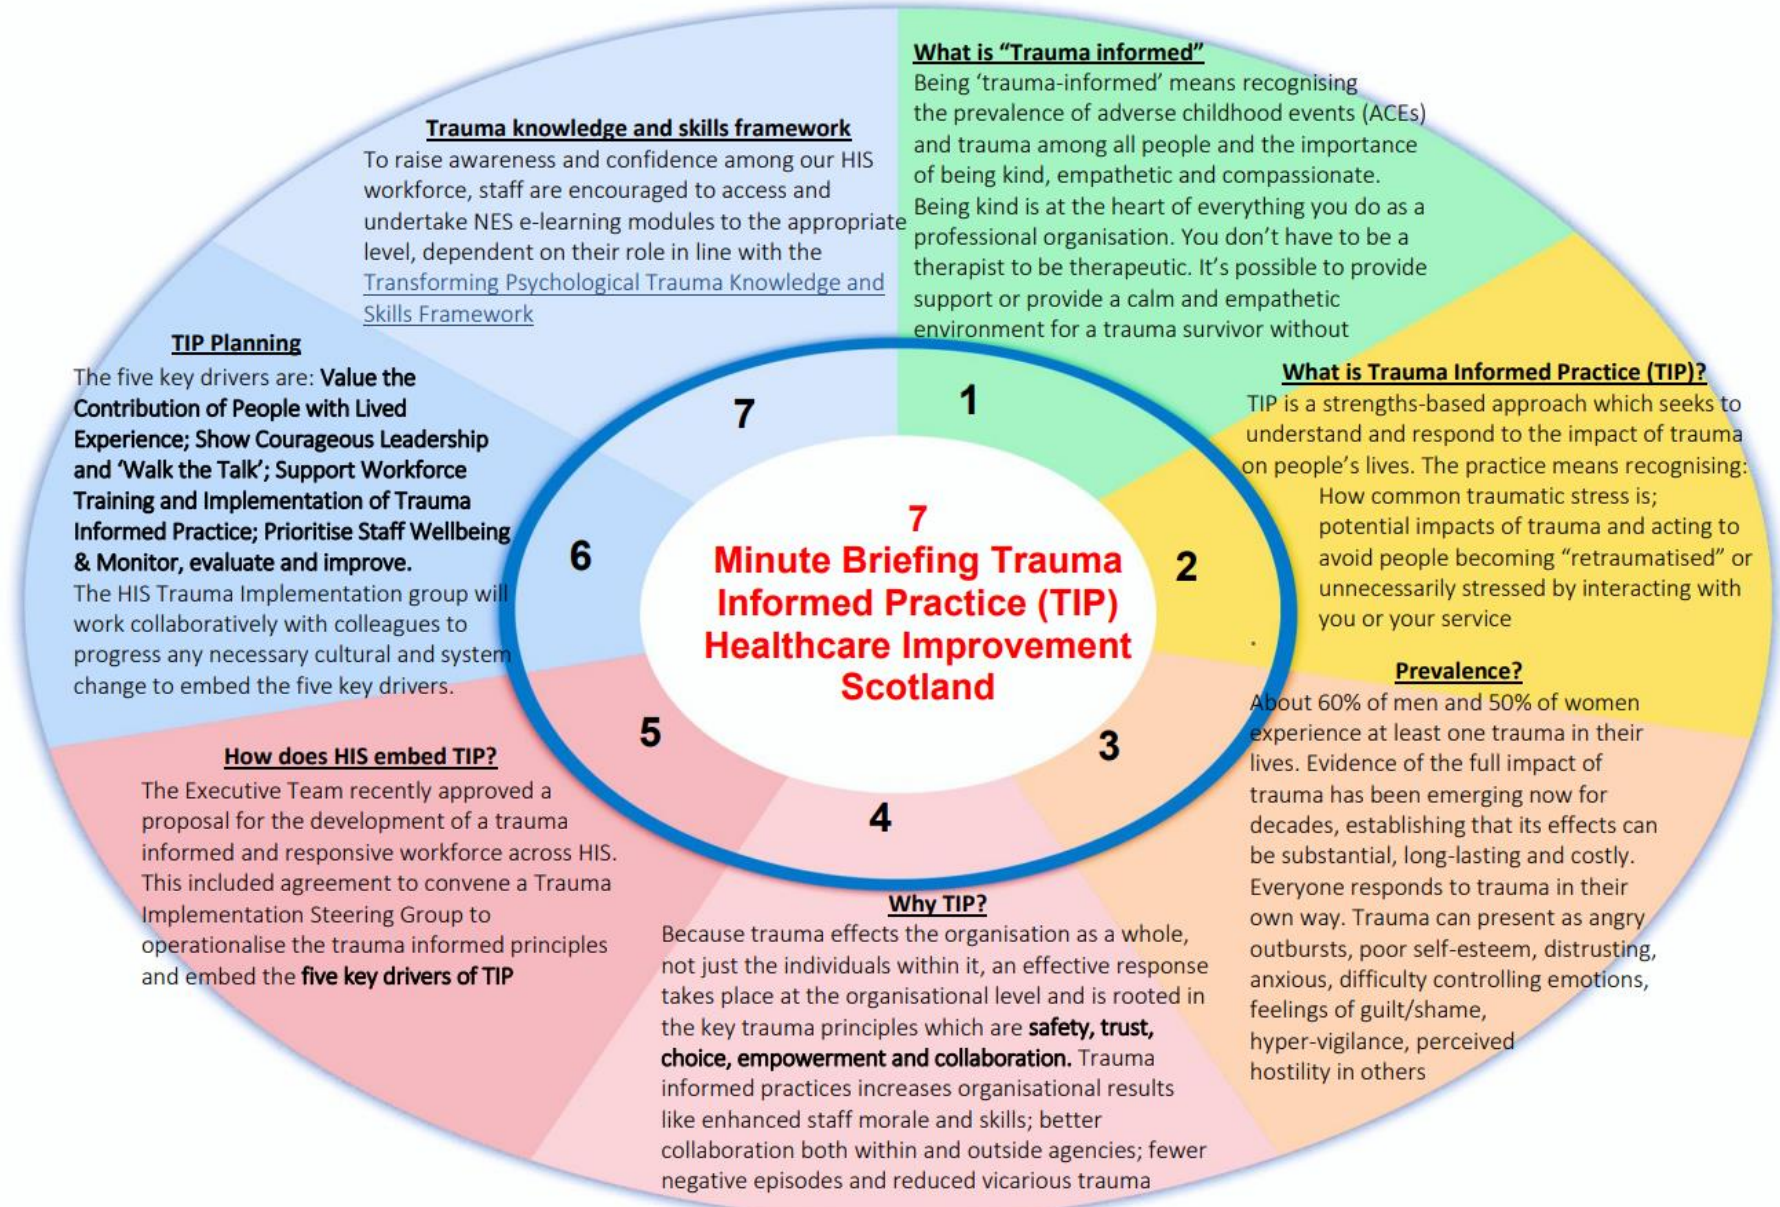 What is “Trauma informed”
Being ‘trauma-informed’ means recognising
the prevalence of adverse childhood events (ACEs)
and trauma among all people and the importance
of being kind, empathetic and compassionate.
Being kind is at the heart of everything you do as a
professional organisation. You don’t have to be a
therapist to be therapeutic. It’s possible to provide
support or provide a calm and empathetic
environment for a trauma survivor without
What is Trauma Informed Practice (TIP)?
TIP is a strengths-based approach which seeks to
understand and respond to the impact of trauma
on people’s lives. The practice means recognising:
How common traumatic stress is;
potential impacts of trauma and acting to
avoid people becoming “retraumatised” or
unnecessarily stressed by interacting with
you or your service
Prevalence?
About 60% of men and 50% of women
experience at least one trauma in their
lives. Evidence of the full impact of
trauma has been emerging now for
decades, establishing that its effects can
be substantial, long-lasting and costly.
Everyone responds to trauma in their
own way. Trauma can present as angry
outbursts, poor self-esteem, distrusting,
anxious, difficulty controlling emotions,
feelings of guilt/shame,
hyper-vigilance, perceived
hostility in others
Why TIP?
Because trauma effects the organisation as a whole,
not just the individuals within it, an effective response
takes place at the organisational level and is rooted in
the key trauma principles which are safety, trust,
choice, empowerment and collaboration. Trauma
informed practices increases organisational results
like enhanced staff morale and skills; better
collaboration both within and outside agencies; fewer
negative episodes and reduced vicarious trauma
How does HIS embed TIP?
The Executive Team recently approved a
proposal for the development of a trauma
informed and responsive workforce across HIS.
This included agreement to convene a Trauma
Implementation Steering Group to
operationalise the trauma informed principles
and embed the five key drivers of TIP
TIP Planning
The five key drivers are: Value the
Contribution of People with Lived
Experience; Show Courageous Leadership
and ‘Walk the Talk’; Support Workforce
Training and Implementation of Trauma
Informed Practice; Prioritise Staff Wellbeing
& Monitor, evaluate and improve.
The HIS Trauma Implementation group will
work collaboratively with colleagues to
progress any necessary cultural and system
change to embed the five key drivers.
Trauma knowledge and skills framework
To raise awareness and confidence among our HIS
workforce, staff are encouraged to access and
undertake NES e-learning modules to the appropriate
level, dependent on their role in line with the
Transforming Psychological Trauma Knowledge and
Skills Framework
1
2
3
4
5
6
7
7
Minute Briefing Trauma
Informed Practice (TIP)
Healthcare Improvement
Scotland